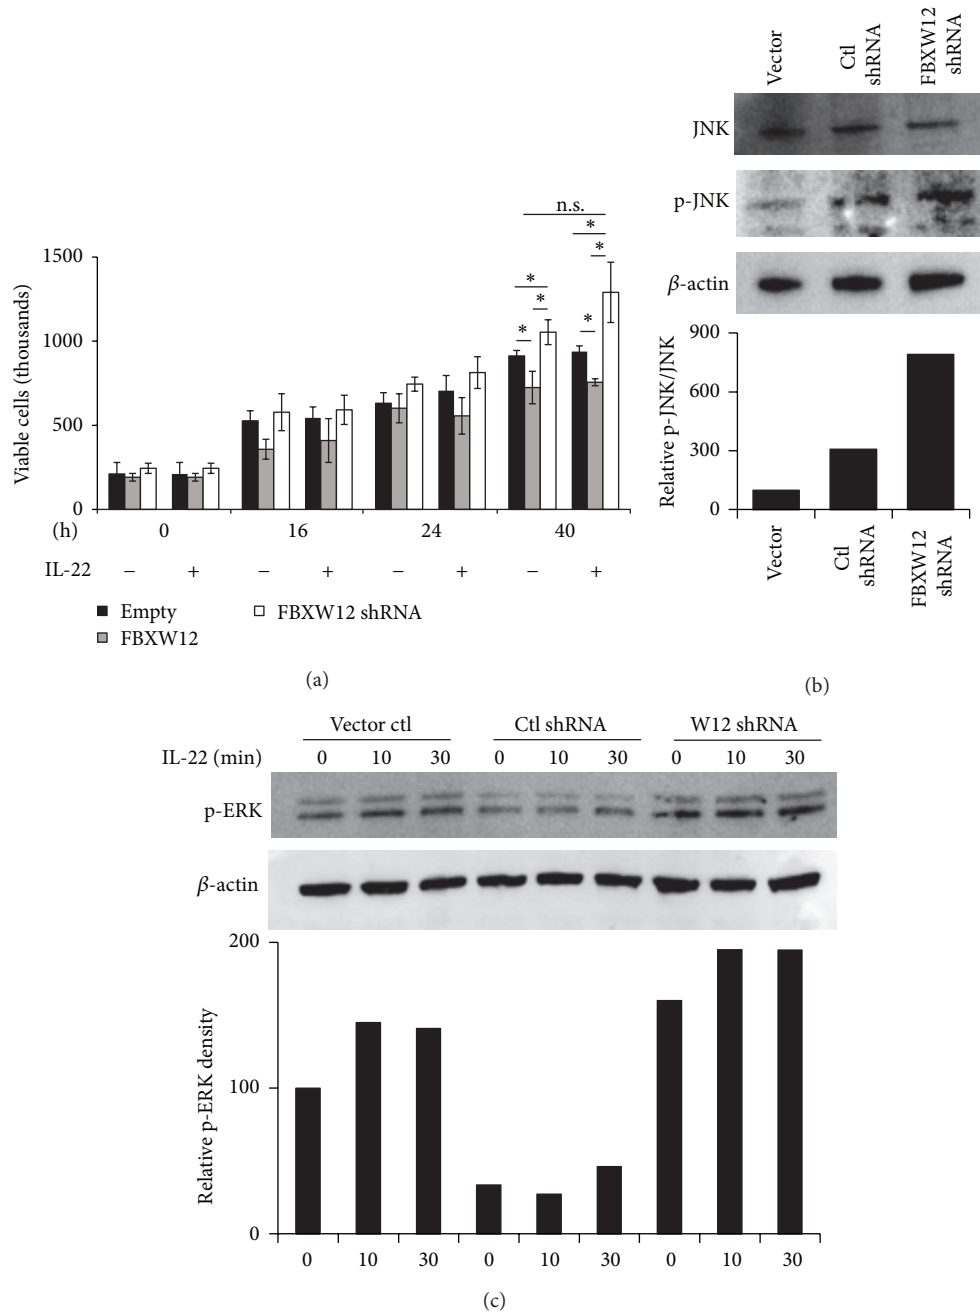 n.s.
*
*
*
*
*
*
Viable cells (thousands)
1500
1000
500
0
(h) 0 16 24 40
IL-22 − + − + − + − +
Empty
FBXW12
FBXW12 shRNA
(a)
Vector
Ctl
shRNA
FBXW12
shRNA
JNK
p-JNK
β-actin
Relative p-JNK/JNK
900
600
300
0
Vector
Ctl
shRNA
FBXW12
shRNA
(b)
Vector ctl Ctl shRNA W12 shRNA
IL-22 (min) 0 10 30 0 10 30 0 10 30
p-ERK
β-actin
Relative p-ERK density
200
100
0
0 10 30 0 10 30 0 10 30
(c)